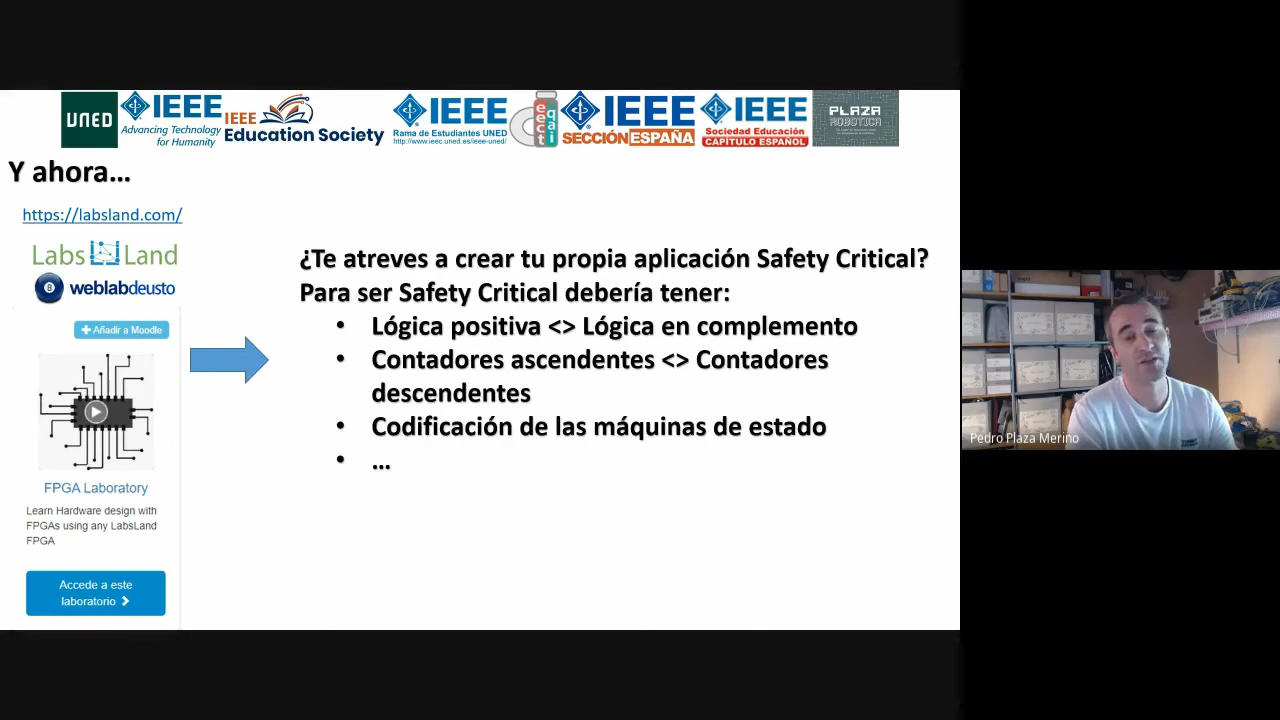 UNED
IEEE
Advancing Technology
for Humanity
IEEE
Education Society
IEEE
Rama de Estudiantes UNED
http://www.ieec.uned.es/ieee-uned/
IEEE
SECCIÓN ESPAÑA
IEEE
Sociedad Educación
CAPÍTULO ESPAÑOL
PLAZA
ROBÓTICA
Y ahora...
https://labsland.com/
Labs Land
weblabdeusto
Añadir a Moodle
FPGA Laboratory
Learn Hardware design with
FPGAs using any LabsLand
FPGA
Accede a este
laboratorio
¿Te atreves a crear tu propia aplicación Safety Critical?
Para ser Safety Critical debería tener:
• Lógica positiva <> Lógica en complemento
• Contadores ascendentes <> Contadores
descendentes
• Codificación de las máquinas de estado
• ...
Pedro Plaza Merino